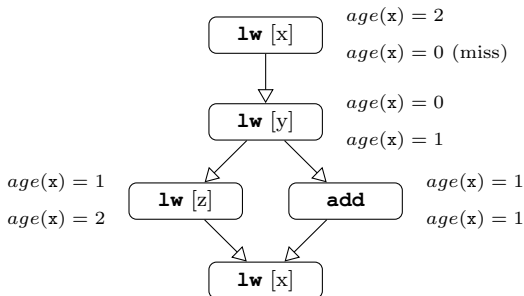 lw [x]
age(x) = 2
age(x) = 0 (miss)
lw [y]
age(x) = 0
age(x) = 1
age(x) = 1
age(x) = 2
lw [z]
add
age(x) = 1
age(x) = 1
lw [x]